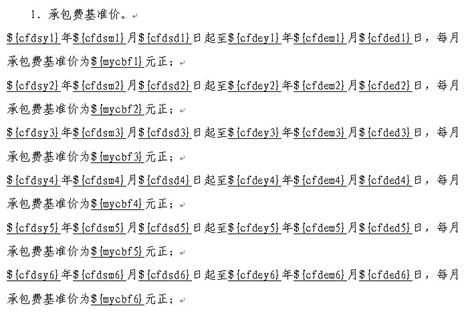 1. 承包费基准价。
${cfdsy1}年${cfdsm1}月${cfdsd1}日起至${cfdey1}年${cfdem1}月${cfded1}日，每月
承包费基准价为${mycbf1}元正；
${cfdsy2}年${cfdsm2}月${cfdsd2}日起至${cfdey2}年${cfdem2}月${cfded2}日，每月
承包费基准价为${mycbf2}元正；
${cfdsy3}年${cfdsm3}月${cfdsd3}日起至${cfdey3}年${cfdem3}月${cfded3}日，每月
承包费基准价为${mycbf3}元正；
${cfdsy4}年${cfdsm4}月${cfdsd4}日起至${cfdey4}年${cfdem4}月${cfded4}日，每月
承包费基准价为${mycbf4}元正；
${cfdsy5}年${cfdsm5}月${cfdsd5}日起至${cfdey5}年${cfdem5}月${cfded5}日，每月
承包费基准价为${mycbf5}元正；
${cfdsy6}年${cfdsm6}月${cfdsd6}日起至${cfdey6}年${cfdem6}月${cfded6}日，每月
承包费基准价为${mycbf6}元正；